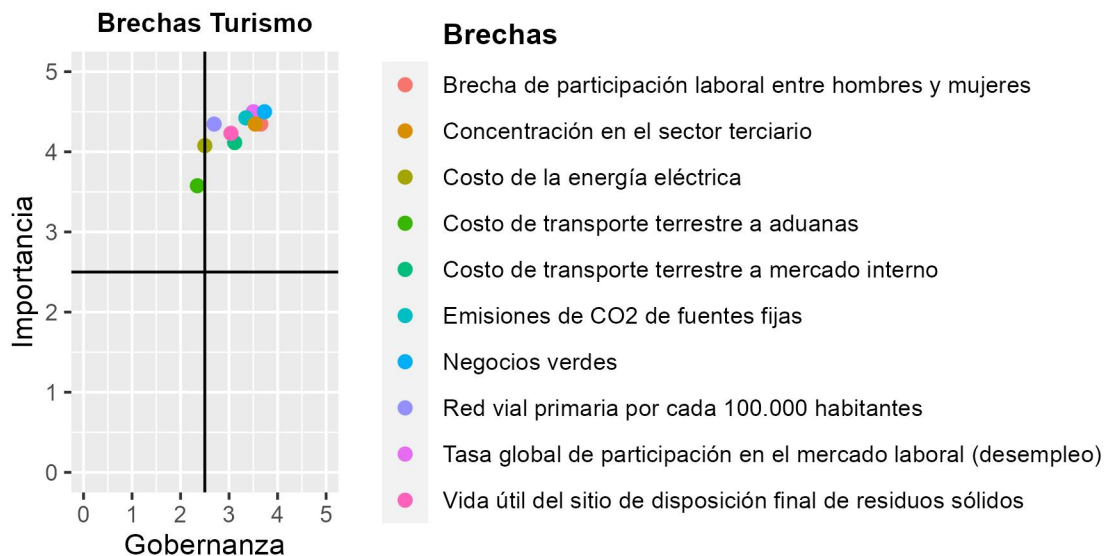 Brechas Turismo
5
4
3
2
1
0
0 1 2 3 4 5
Importancia
Gobernanza
Brechas
Brecha de participación laboral entre hombres y mujeres
Concentración en el sector terciario
Costo de la energía eléctrica
Costo de transporte terrestre a aduanas
Costo de transporte terrestre a mercado interno
Emisiones de CO2 de fuentes fijas
Negocios verdes
Red vial primaria por cada 100.000 habitantes
Tasa global de participación en el mercado laboral (desempleo)
Vida útil del sitio de disposición final de residuos sólidos